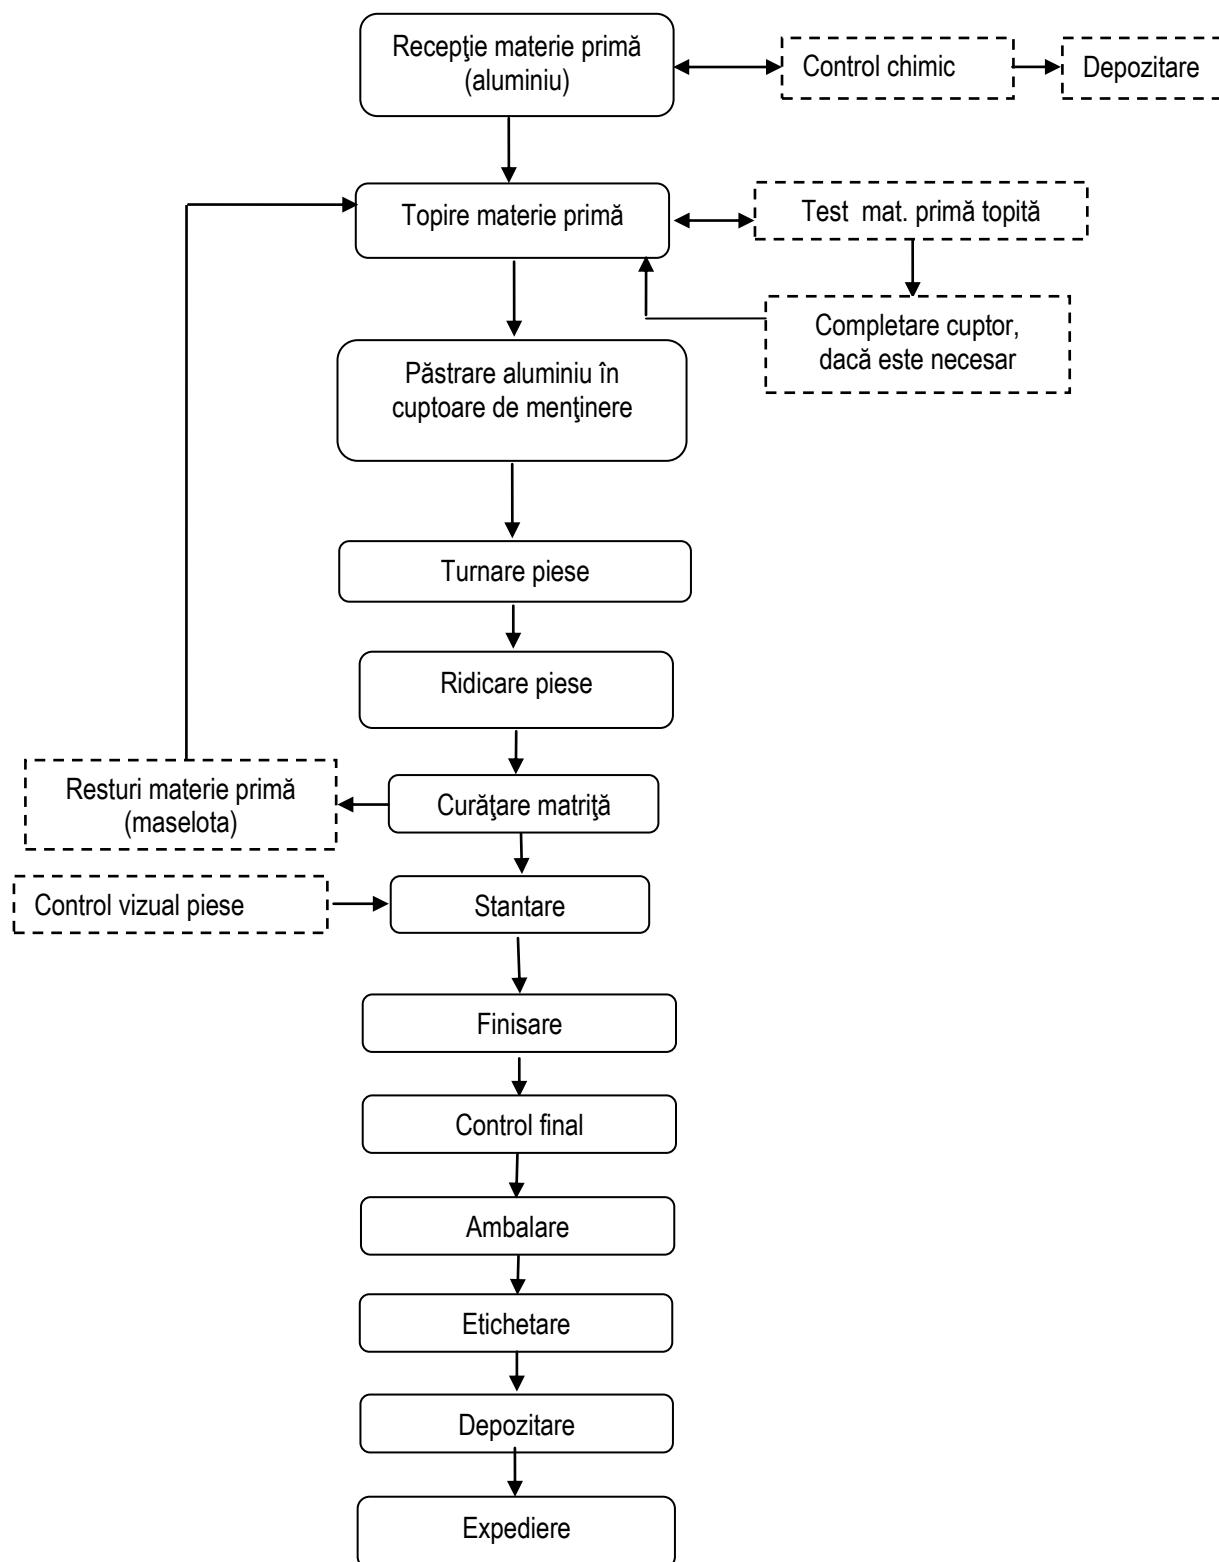 Recepţie materie primă
(aluminiu)
Control chimic
Depozitare
Topire materie primă
Test mat. primă topită
Completare cuptor,
dacă este necesar
Păstrare aluminiu în
cuptoare de menţinere
Turnare piese
Ridicare piese
Resturi materie primă
(maselota)
Curăţare matriţă
Control vizual piese
Stantare
Finisare
Control final
Ambalare
Etichetare
Depozitare
Expediere